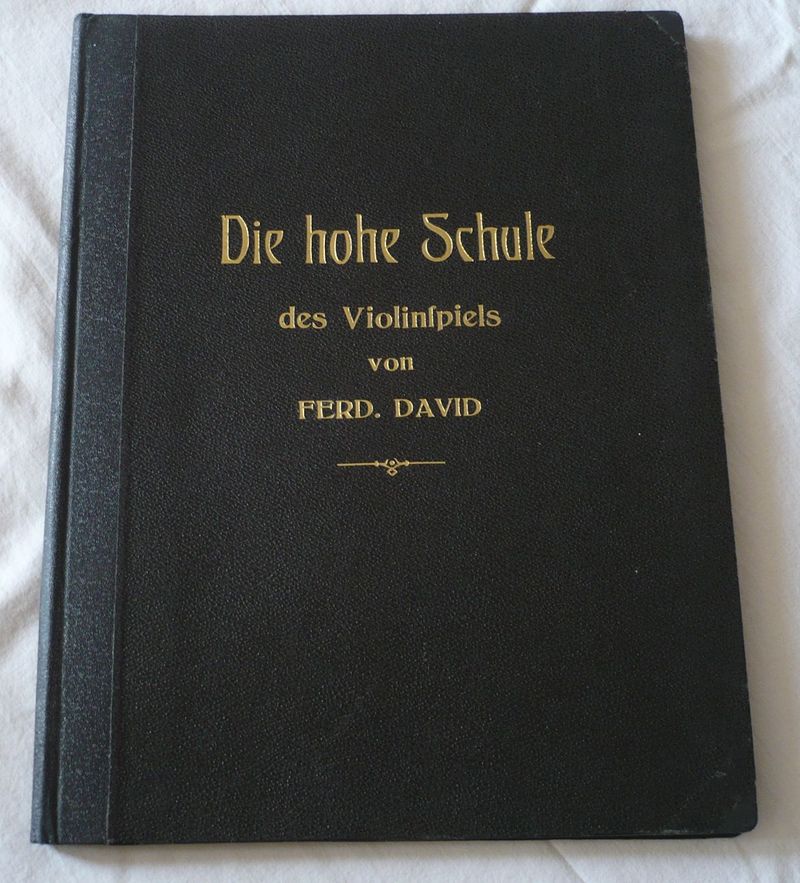 Die hohe Schule
des Violinſpiels
von
FERD. DAVID